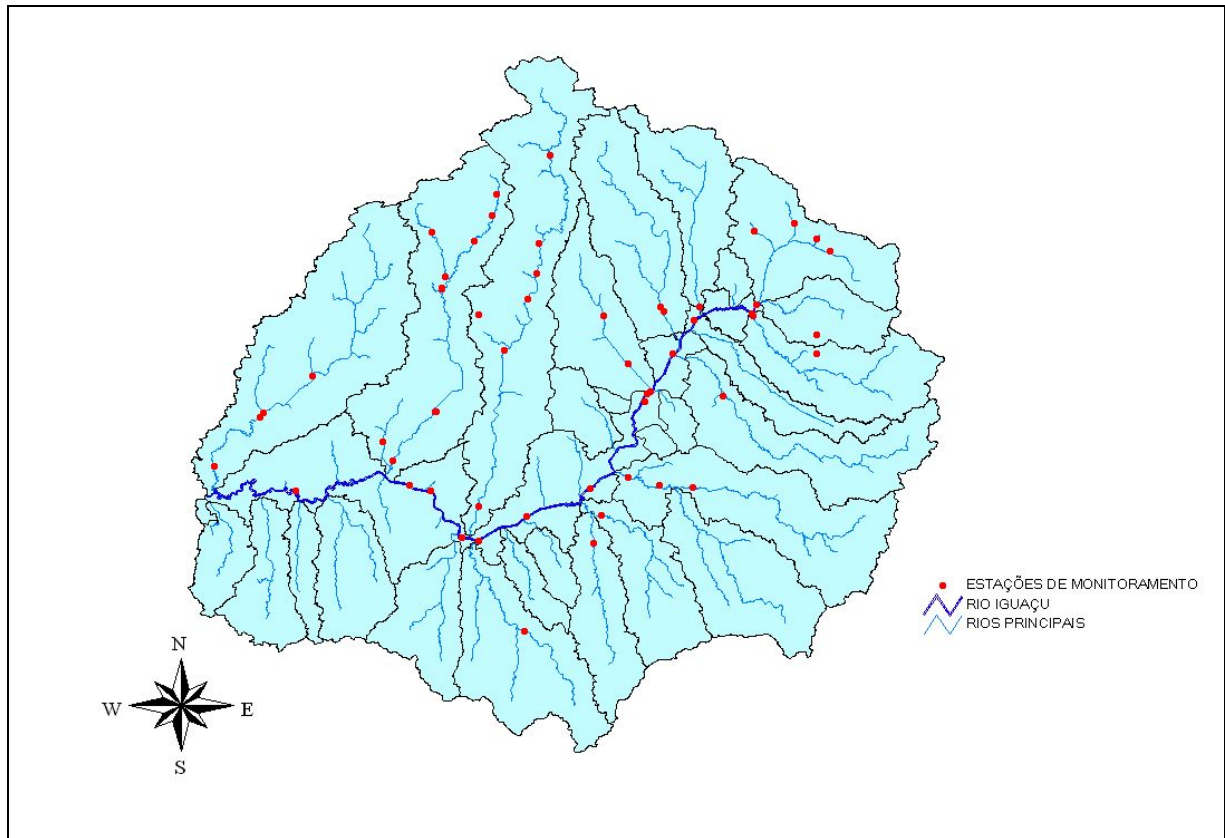 ESTAÇÕES DE MONITORAMENTO
RIO IGUAÇU
RIOS PRINCIPAIS
N
W E
S